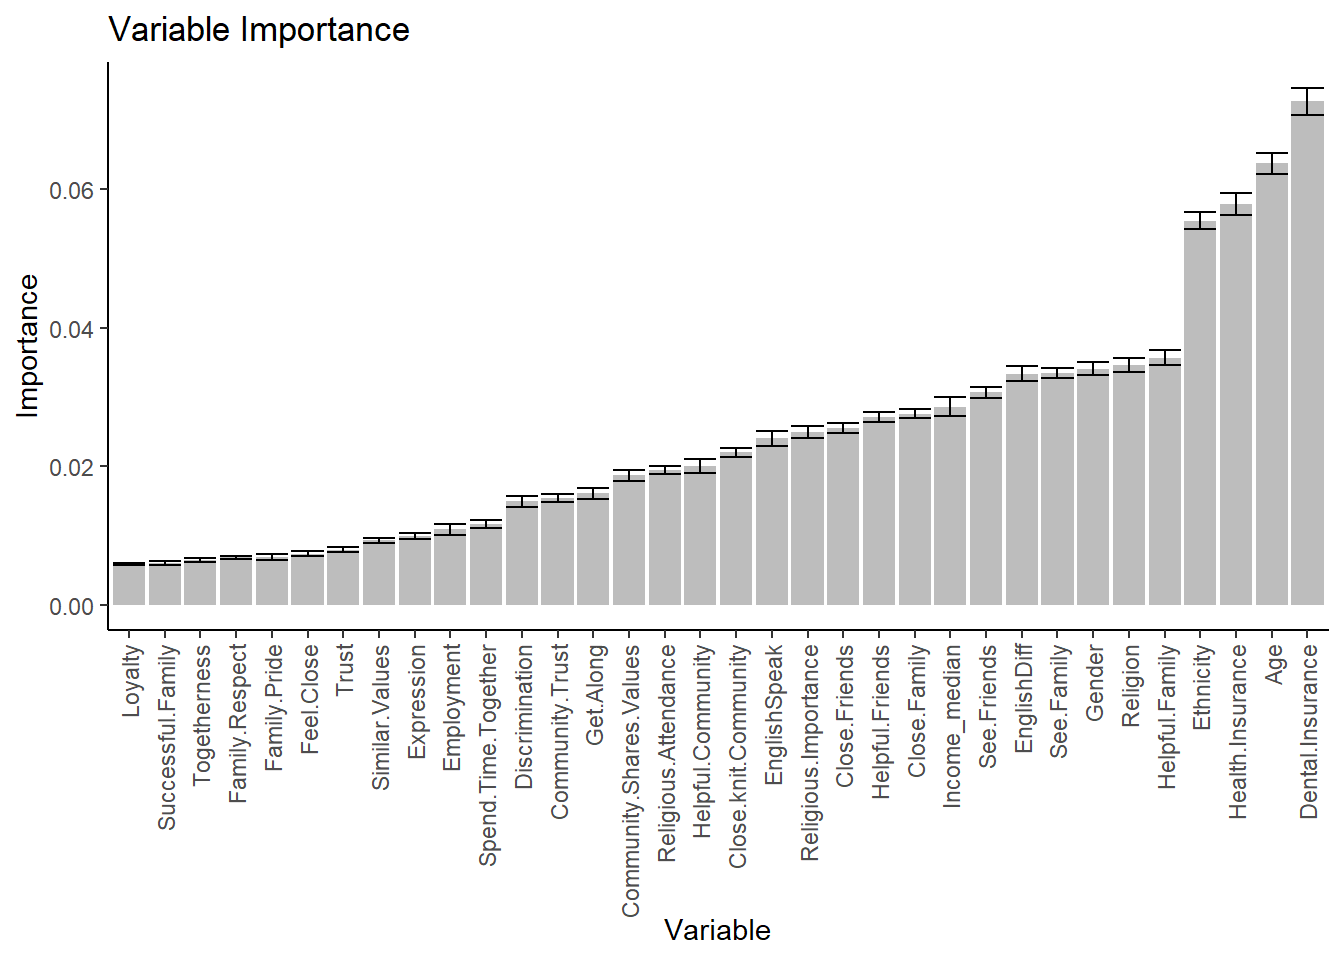 Variable Importance
Importance
0.06
0.04
0.02
0.00
Loyalty
Successful.Family
Togetherness
Family.Respect
Family.Pride
Feel.Close
Trust
Similar.Values
Expression
Employment
Spend.Time.Together
Discrimination
Community.Trust
Get.Along
Community.Shares.Values
Religious.Attendance
Helpful.Community
Close.knit.Community
EnglishSpeak
Religious.Importance
Close.Friends
Helpful.Friends
Close.Family
Income_median
See.Friends
EnglishDiff
See.Family
Gender
Religion
Helpful.Family
Ethnicity
Health.Insurance
Age
Dental.Insurance
Variable